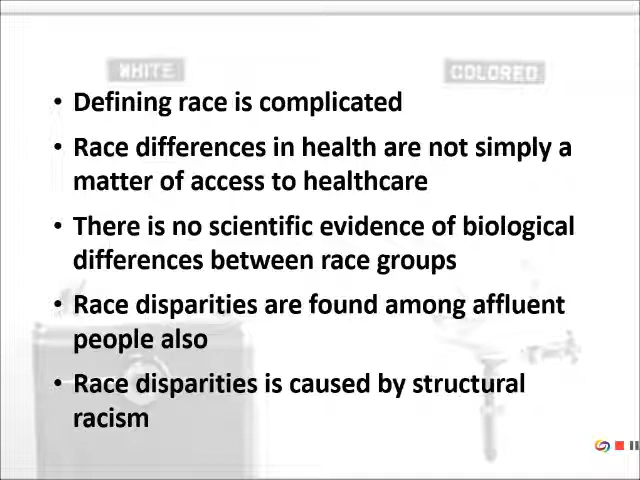 WHITE
COLORED
• Defining race is complicated
• Race differences in health are not simply a
matter of access to healthcare
• There is no scientific evidence of biological
differences between race groups
• Race disparities are found among affluent
people also
• Race disparities is caused by structural
racism